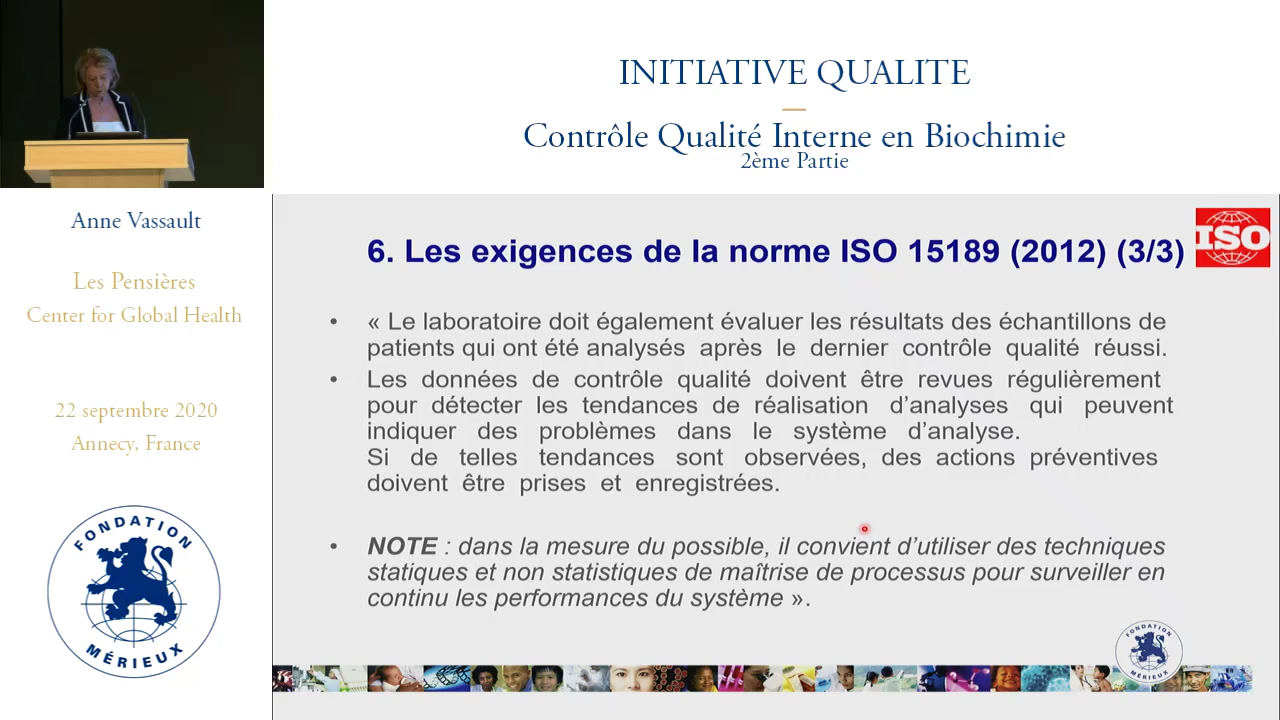 INITIATIVE QUALITE
Contrôle Qualité Interne en Biochimie
2ème Partie
Anne Vassault
Les Pensières
Center for Global Health
22 septembre 2020
Annecy, France
FONDATION
MÉRIEUX
6. Les exigences de la norme ISO 15189 (2012) (3/3)
ISO
• « Le laboratoire doit également évaluer les résultats des échantillons de
patients qui ont été analysés après le dernier contrôle qualité réussi.
• Les données de contrôle qualité doivent être revues régulièrement
pour détecter les tendances de réalisation d’analyses qui peuvent
indiquer des problèmes dans le système d’analyse.
Si de telles tendances sont observées, des actions préventives
doivent être prises et enregistrées.
• NOTE : dans la mesure du possible, il convient d’utiliser des techniques
statiques et non statistiques de maîtrise de processus pour surveiller en
continu les performances du système ».
FONDATION
MÉRIEUX